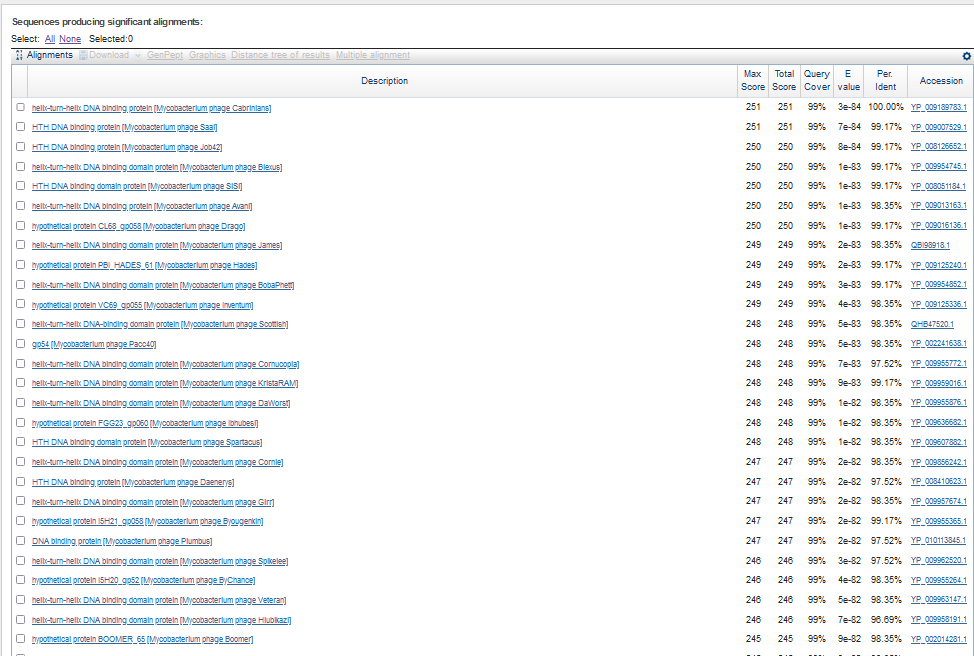 Sequences producing significant alignments:
Select: All None Selected:0
Alignments Download GenPept Graphics Distance tree of results Multiple alignment
Description Max Score Total Score Query Cover E value Per. Ident Accession
helix-turn-helix DNA binding protein [Mycobacterium phage Cabrinians] 251 251 99% 3e-84 100.00% YP_009189783.1
HTH DNA binding protein [Mycobacterium phage Saal] 251 251 99% 7e-84 99.17% YP_009007529.1
HTH DNA binding protein [Mycobacterium phage Job42] 250 250 99% 8e-84 99.17% YP_008126652.1
helix-turn-helix DNA binding domain protein [Mycobacterium phage Blexus] 250 250 99% 1e-83 99.17% YP_009954745.1
HTH DNA binding domain protein [Mycobacterium phage SiSi] 250 250 99% 1e-83 99.17% YP_008051184.1
helix-turn-helix DNA binding protein [Mycobacterium phage Avani] 250 250 99% 1e-83 98.35% YP_009013163.1
hypothetical protein CL68_gp058 [Mycobacterium phage Drago] 250 250 99% 1e-83 99.17% YP_009016136.1
helix-turn-helix DNA binding domain protein [Mycobacterium phage James] 249 249 99% 2e-83 98.35% QBI98918.1
hypothetical protein PBI_HADES_61 [Mycobacterium phage Hades] 249 249 99% 2e-83 99.17% YP_009125240.1
helix-turn-helix DNA binding domain protein [Mycobacterium phage BobaPhett] 249 249 99% 3e-83 99.17% YP_009954852.1
hypothetical protein VC69_gp055 [Mycobacterium phage Inventum] 249 249 99% 4e-83 98.35% YP_009125336.1
helix-turn-helix DNA-binding domain protein [Mycobacterium phage Scottish] 248 248 99% 5e-83 98.35% QHB47520.1
gp54 [Mycobacterium phage Pacc40] 248 248 99% 5e-83 98.35% YP_002241638.1
helix-turn-helix DNA binding domain protein [Mycobacterium phage Cornucopia] 248 248 99% 7e-83 97.52% YP_009955772.1
helix-turn-helix DNA binding domain protein [Mycobacterium phage KristaRAM] 248 248 99% 9e-83 99.17% YP_009959016.1
helix-turn-helix DNA binding domain protein [Mycobacterium phage DaWorst] 248 248 99% 1e-82 98.35% YP_009955876.1
hypothetical protein FGG23_gp060 [Mycobacterium phage Ibhubesi] 248 248 99% 1e-82 98.35% YP_009636682.1
HTH DNA binding domain protein [Mycobacterium phage Spartacus] 248 248 99% 1e-82 98.35% YP_009607882.1
helix-turn-helix DNA binding domain protein [Mycobacterium phage Cornie] 247 247 99% 2e-82 98.35% YP_009856242.1
HTH DNA binding protein [Mycobacterium phage Daenerys] 247 247 99% 2e-82 97.52% YP_008410623.1
helix-turn-helix DNA binding domain protein [Mycobacterium phage Girr] 247 247 99% 2e-82 98.35% YP_009957674.1
hypothetical protein I5H21_gp058 [Mycobacterium phage Byougenkin] 247 247 99% 2e-82 99.17% YP_009955365.1
DNA binding protein [Mycobacterium phage Plumbus] 247 247 99% 2e-82 97.52% YP_010113845.1
helix-turn-helix DNA binding domain protein [Mycobacterium phage Spikelee] 246 246 99% 3e-82 97.52% YP_009962520.1
hypothetical protein I5H20_gp52 [Mycobacterium phage ByChance] 246 246 99% 4e-82 98.35% YP_009955264.1
helix-turn-helix DNA binding domain protein [Mycobacterium phage Veteran] 246 246 99% 5e-82 98.35% YP_009963147.1
helix-turn-helix DNA binding domain protein [Mycobacterium phage Hlubikazi] 246 246 99% 7e-82 96.69% YP_009958191.1
hypothetical protein BOOMER_65 [Mycobacterium phage Boomer] 245 245 99% 9e-82 98.35% YP_002014281.1